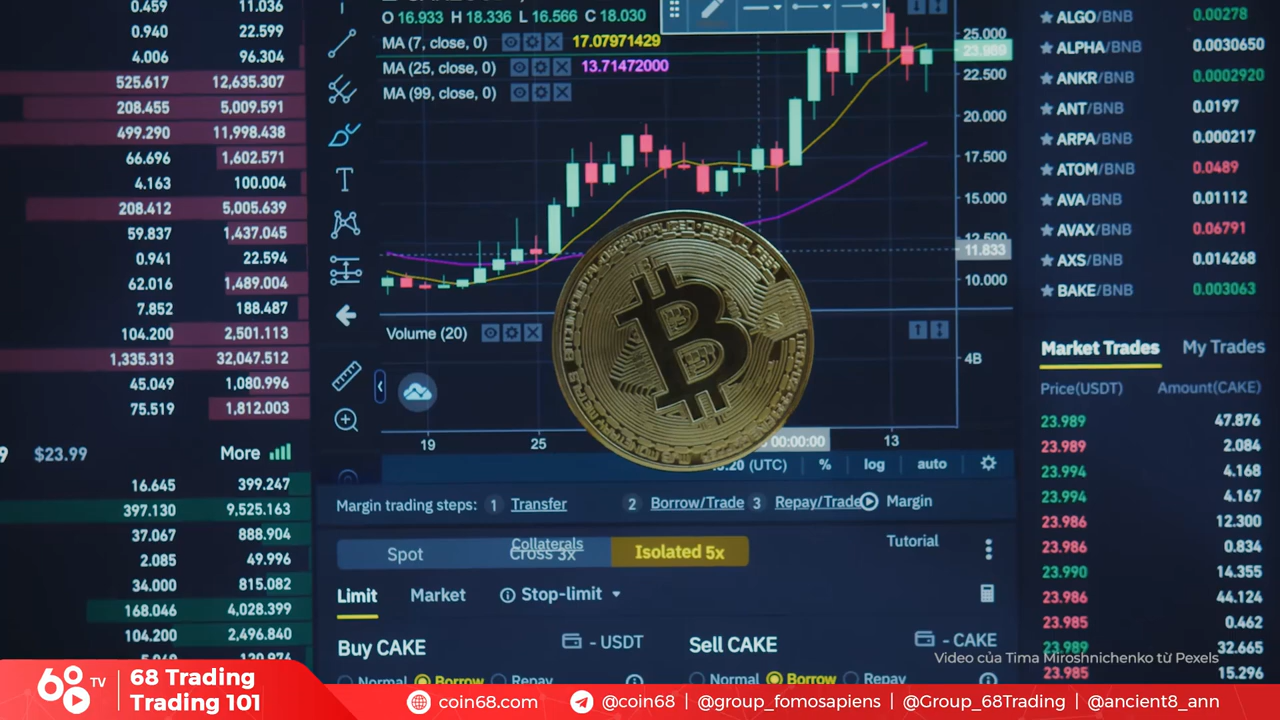 0.459 11.036
0.940 22.599
4.006 96.304
525.617 12,635.307
208.455 5,009.591
499.290 11,998.438
66.696 1,602.571
4.163 100.004
208.412 5,005.639
59.837 1,437.045
0.941 22.594
62.016 1,489.004
7.852 188.487
104.200 2,501.113
1,335.313 32,047.512
45.049 1,080.996
75.519 1,812.003
9 $23.99 More
16.645 399.247
397.130 9,525.163
37.067 888.904
2.085 49.996
34.000 815.082
168.046 4,028.399
104.200 2,496.840
O 16.933 H 18.336 L 16.566 C 18.030
MA (7, close, 0) 17.07971429
MA (25, close, 0) 13.71472000
MA (99, close, 0)
25.000
23.989
22.500
20.000
17.500
15.000
12.500
11.833
10.000
Volume (20)
4B
19 25 00:00:00 13
(UTC) % log auto
Margin trading steps: 1 Transfer 2 Borrow/Trade 3 Repay/Trade Margin
Collaterals Tutorial
Spot Cross 3x Isolated 5x
Limit Market Stop-limit
Buy CAKE - USDT Sell CAKE - CAKE
Normal Borrow Repay Normal Borrow Repay
ALGO/BNB 0.00278
ALPHA/BNB 0.0030650
ANKR/BNB 0.0002920
ANT/BNB 0.0197
ARPA/BNB 0.000217
ATOM/BNB 0.0489
AVA/BNB 0.01112
AVAX/BNB 0.06791
AXS/BNB 0.014268
BAKE/BNB 0.003063
Market Trades My Trades
Price(USDT) Amount(CAKE)
23.989 47.876
23.989 2.084
23.994 4.168
23.994 4.167
23.986 12.300
23.986 0.834
23.990 14.355
23.986 44.124
23.985 0.462
23.989 32.665
23.985 15.296
Video của Tima Miroshnichenko từ Pexels
68 TV
68 Trading
Trading 101
coin68.com @coin68 | @group_fomosapiens | @Group_68Trading | @ancient8_ann